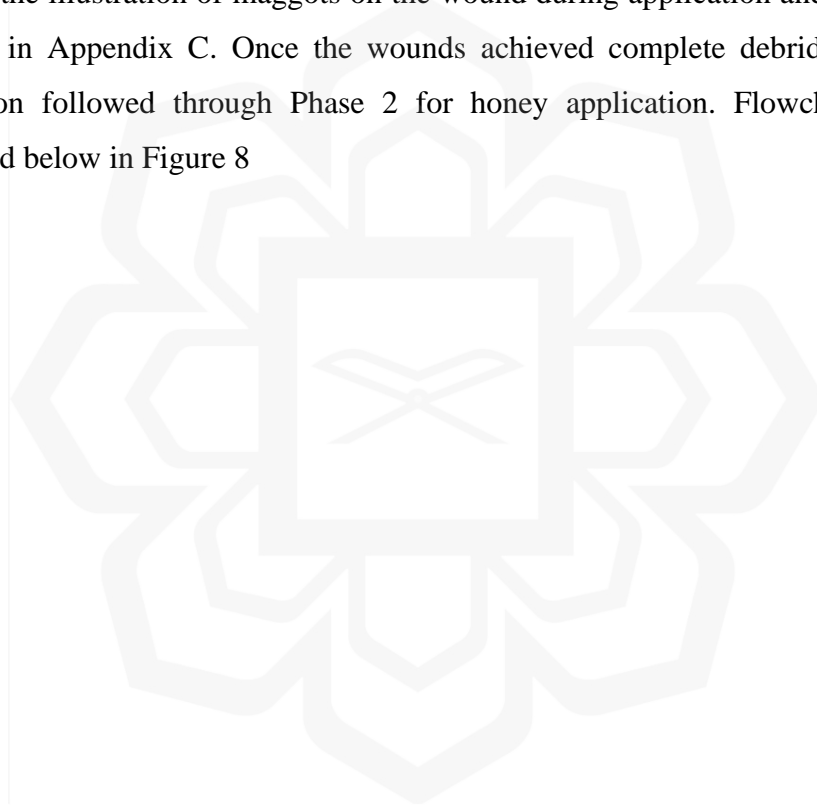 the illustration of maggots on the wound during application and
in Appendix C. Once the wounds achieved complete debrid
on followed through Phase 2 for honey application. Flowcl
d below in Figure 8